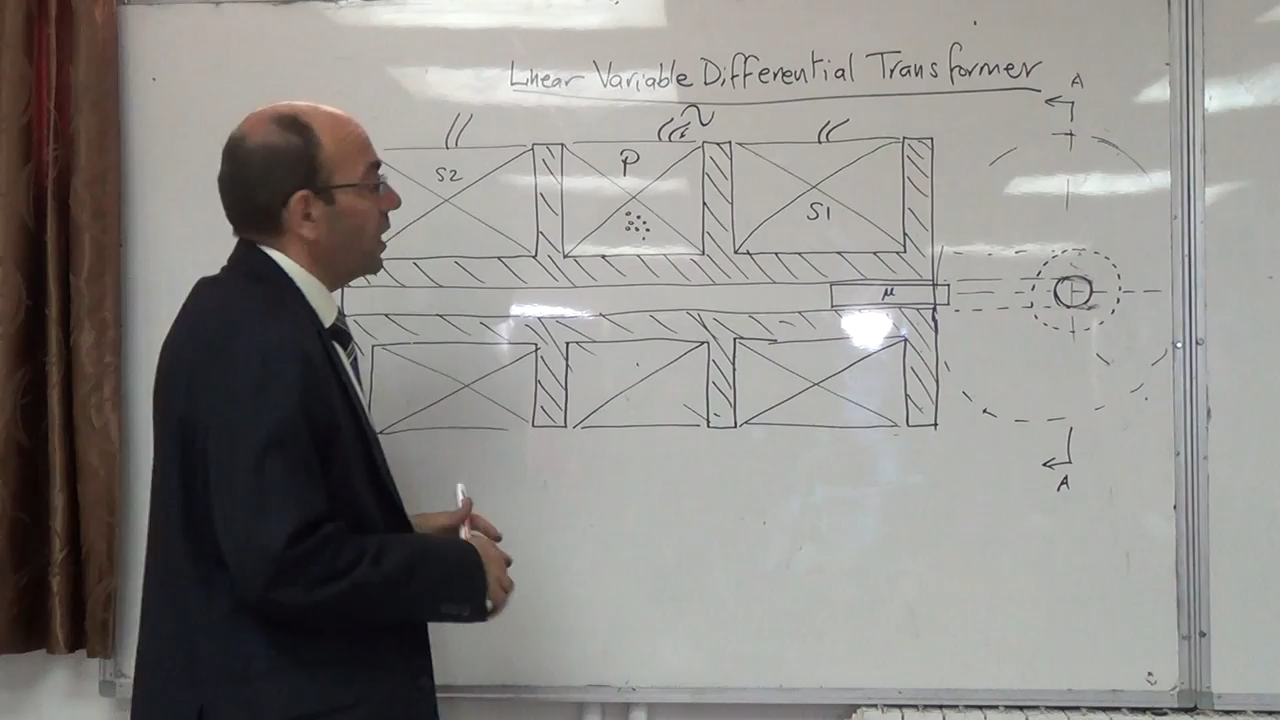 Linear Variable Differential Transformer
A
S2
P
S1
μ
A